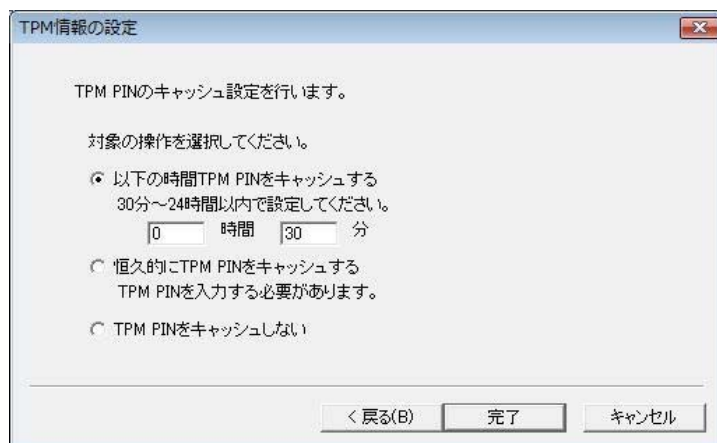 TPM情報の設定
TPM PINのキャッシュ設定を行います。
対象の操作を選択してください。
以下の時間TPM PINをキャッシュする
30分～24時間以内で設定してください。
0 時間 30 分
恒久的にTPM PINをキャッシュする
TPM PINを入力する必要があります。
TPM PINをキャッシュしない
< 戻る(B) 完了 キャンセル